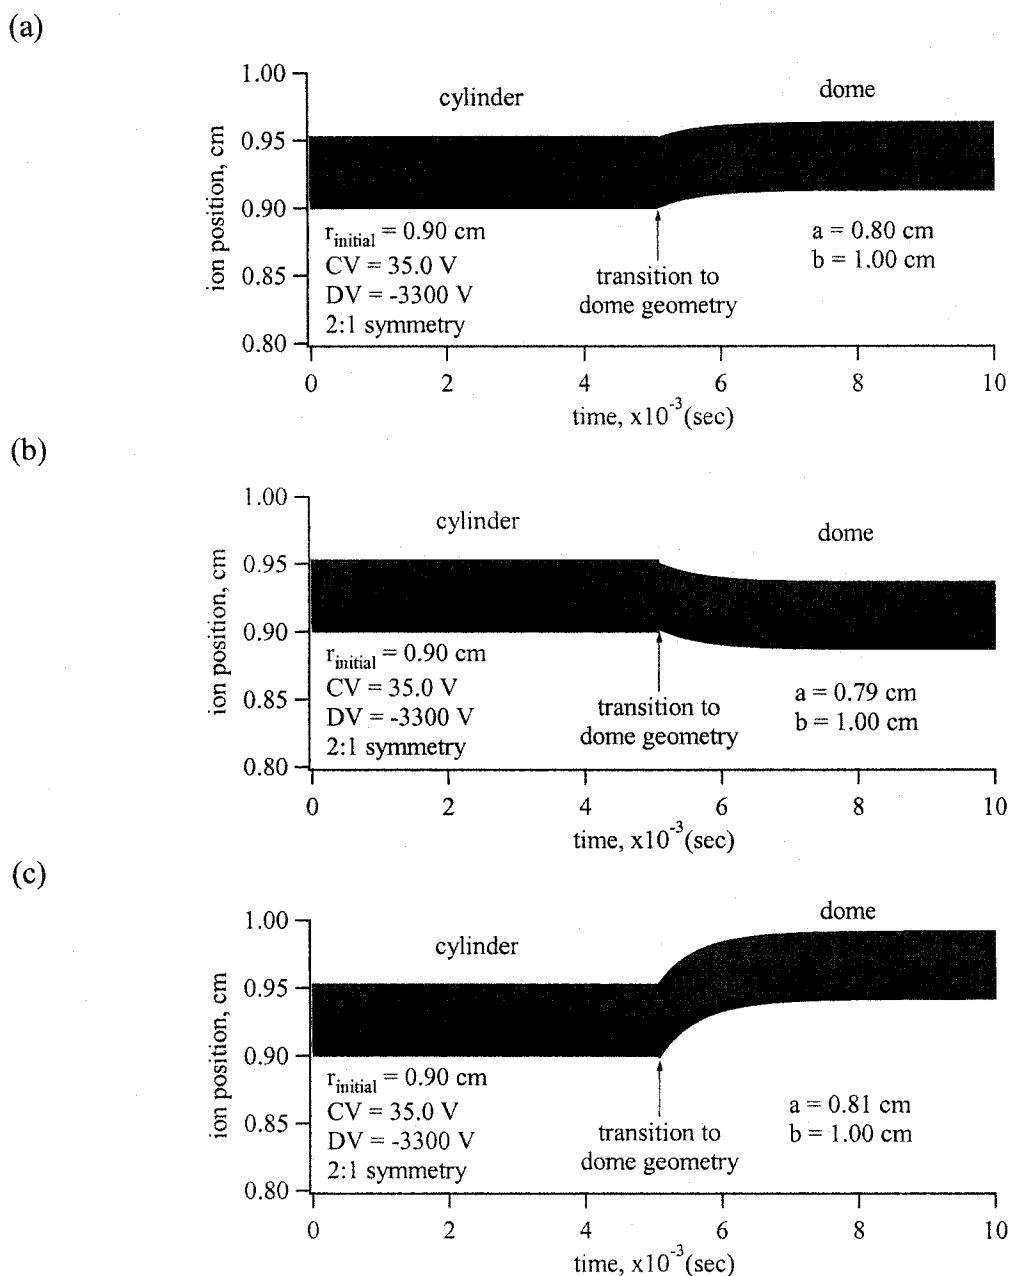 (a)
1.00
0.95
0.90
0.85
0.80
ion position, cm
cylinder
dome
r initial = 0.90 cm
CV = 35.0 V
DV = -3300 V
2:1 symmetry
transition to
dome geometry
a = 0.80 cm
b = 1.00 cm
0 2 4 6 8 10
time, x10-3(sec)
(b)
1.00
0.95
0.90
0.85
0.80
ion position, cm
cylinder
dome
r initial = 0.90 cm
CV = 35.0 V
DV = -3300 V
2:1 symmetry
transition to
dome geometry
a = 0.79 cm
b = 1.00 cm
0 2 4 6 8 10
time, x10-3(sec)
(c)
1.00
0.95
0.90
0.85
0.80
ion position, cm
cylinder
dome
r initial = 0.90 cm
CV = 35.0 V
DV = -3300 V
2:1 symmetry
transition to
dome geometry
a = 0.81 cm
b = 1.00 cm
0 2 4 6 8 10
time, x10-3(sec)